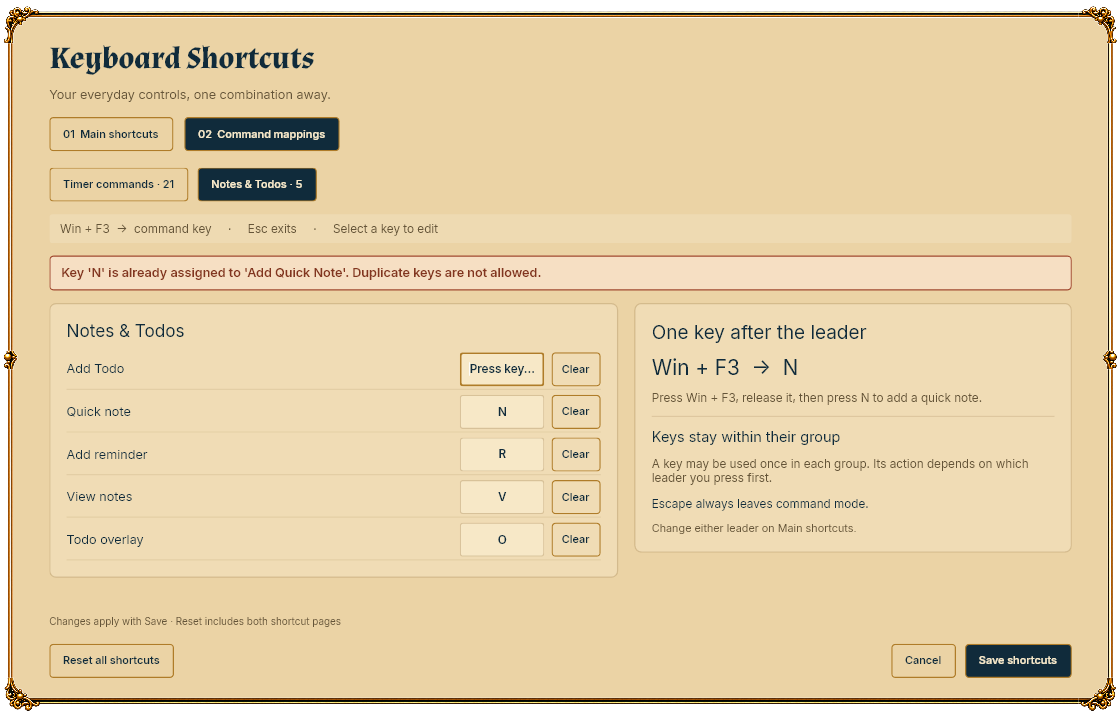 Keyboard Shortcuts
Your everyday controls, one combination away.
01 Main shortcuts
02 Command mappings
Timer commands · 21
Notes & Todos · 5
Win + F3 → command key · Esc exits · Select a key to edit
Key 'N' is already assigned to 'Add Quick Note'. Duplicate keys are not allowed.
Notes & Todos
Add Todo
Press key...
Clear
Quick note
N
Clear
Add reminder
R
Clear
View notes
V
Clear
Todo overlay
O
Clear
One key after the leader
Win + F3 → N
Press Win + F3, release it, then press N to add a quick note.
Keys stay within their group
A key may be used once in each group. Its action depends on which
leader you press first.
Escape always leaves command mode.
Change either leader on Main shortcuts.
Changes apply with Save · Reset includes both shortcut pages
Reset all shortcuts
Cancel
Save shortcuts